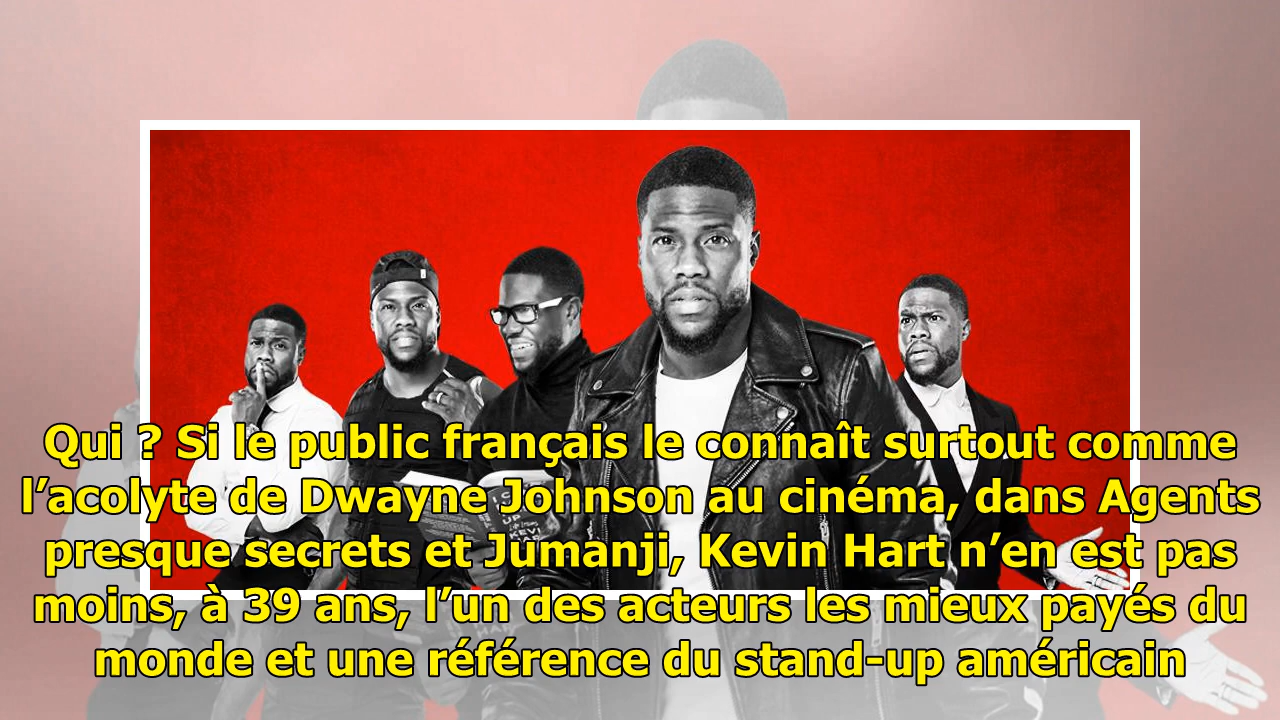 Qui ? Si le public français le connaît surtout comme
l’acolyte de Dwayne Johnson au cinéma, dans Agents
presque secrets et Jumanji, Kevin Hart n’en est pas
moins, à 39 ans, l’un des acteurs les mieux payés du
monde et une référence du stand-up américain